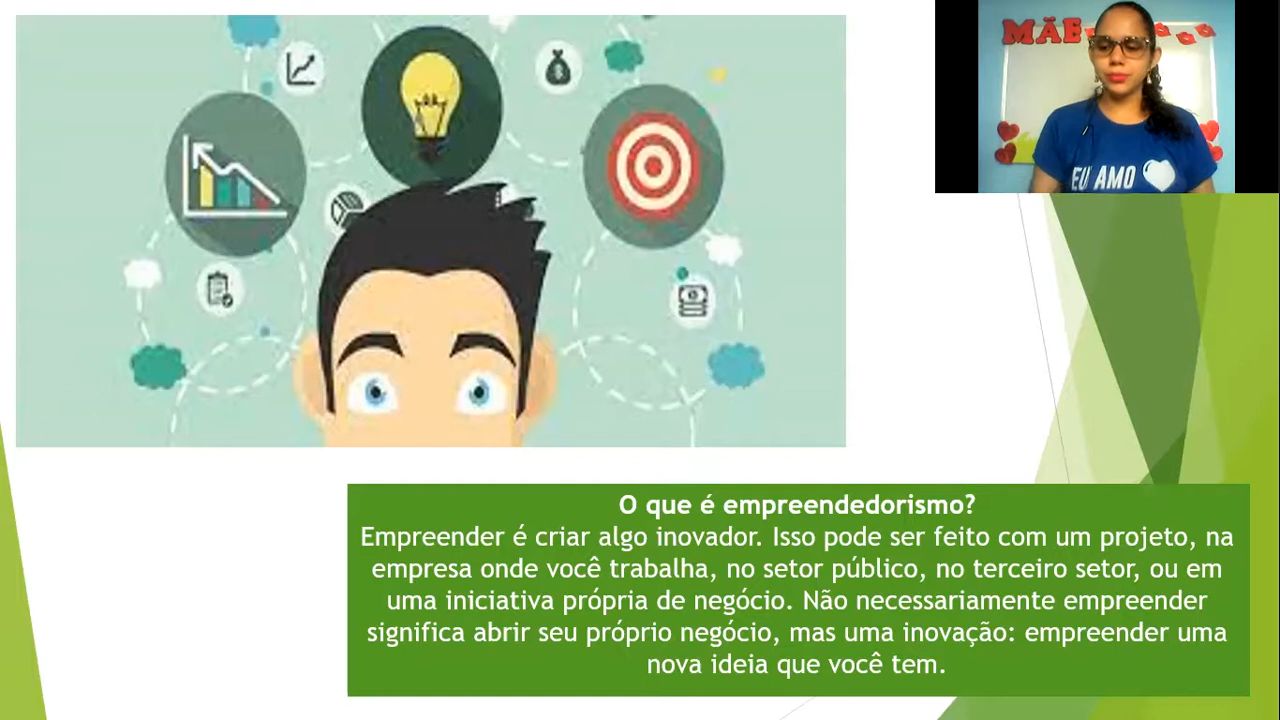 MÃE
EU AMO
O que é empreendedorismo?
Empreender é criar algo inovador. Isso pode ser feito com um projeto, na
empresa onde você trabalha, no setor público, no terceiro setor, ou em
uma iniciativa própria de negócio. Não necessariamente empreender
significa abrir seu próprio negócio, mas uma inovação: empreender uma
nova ideia que você tem.